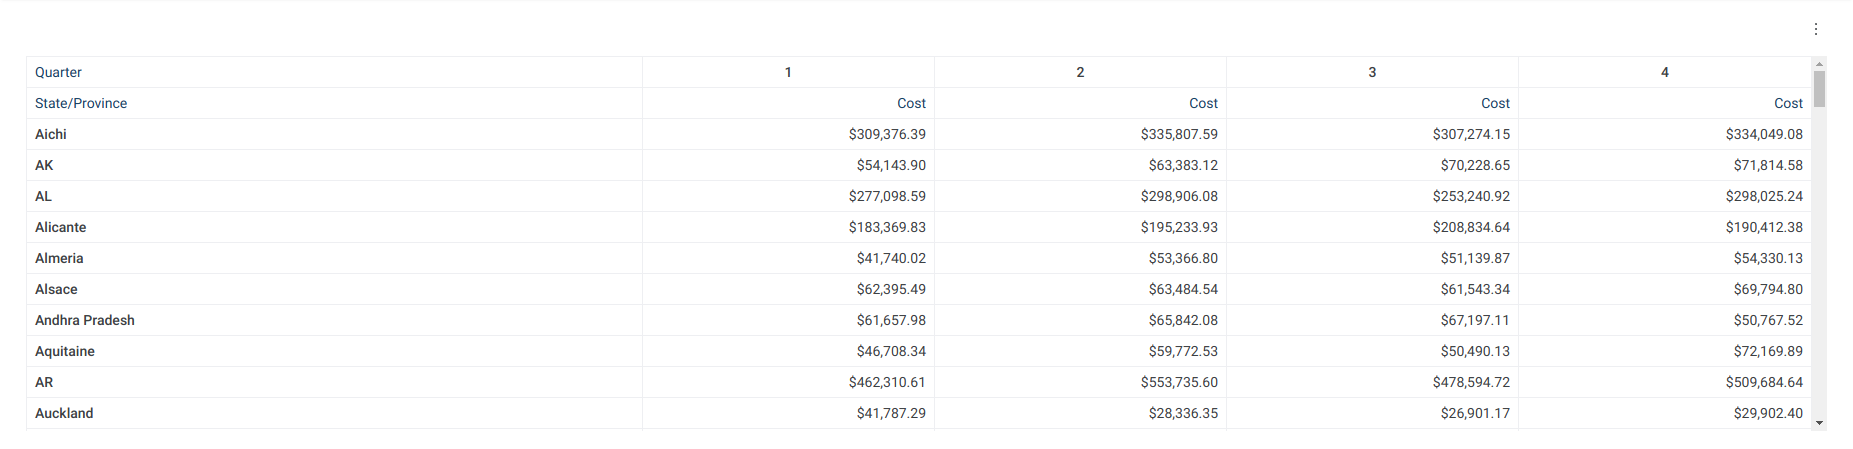 Quarter 1 2 3 4
State/Province Cost Cost Cost Cost
Aichi $309,376.39 $335,807.59 $307,274.15 $334,049.08
AK $54,143.90 $63,383.12 $70,228.65 $71,814.58
AL $277,098.59 $298,906.08 $253,240.92 $298,025.24
Alicante $183,369.83 $195,233.93 $208,834.64 $190,412.38
Almeria $41,740.02 $53,366.80 $51,139.87 $54,330.13
Alsace $62,395.49 $63,484.54 $61,543.34 $69,794.80
Andhra Pradesh $61,657.98 $65,842.08 $67,197.11 $50,767.52
Aquitaine $46,708.34 $59,772.53 $50,490.13 $72,169.89
AR $462,310.61 $553,735.60 $478,594.72 $509,684.64
Auckland $41,787.29 $28,336.35 $26,901.17 $29,902.40